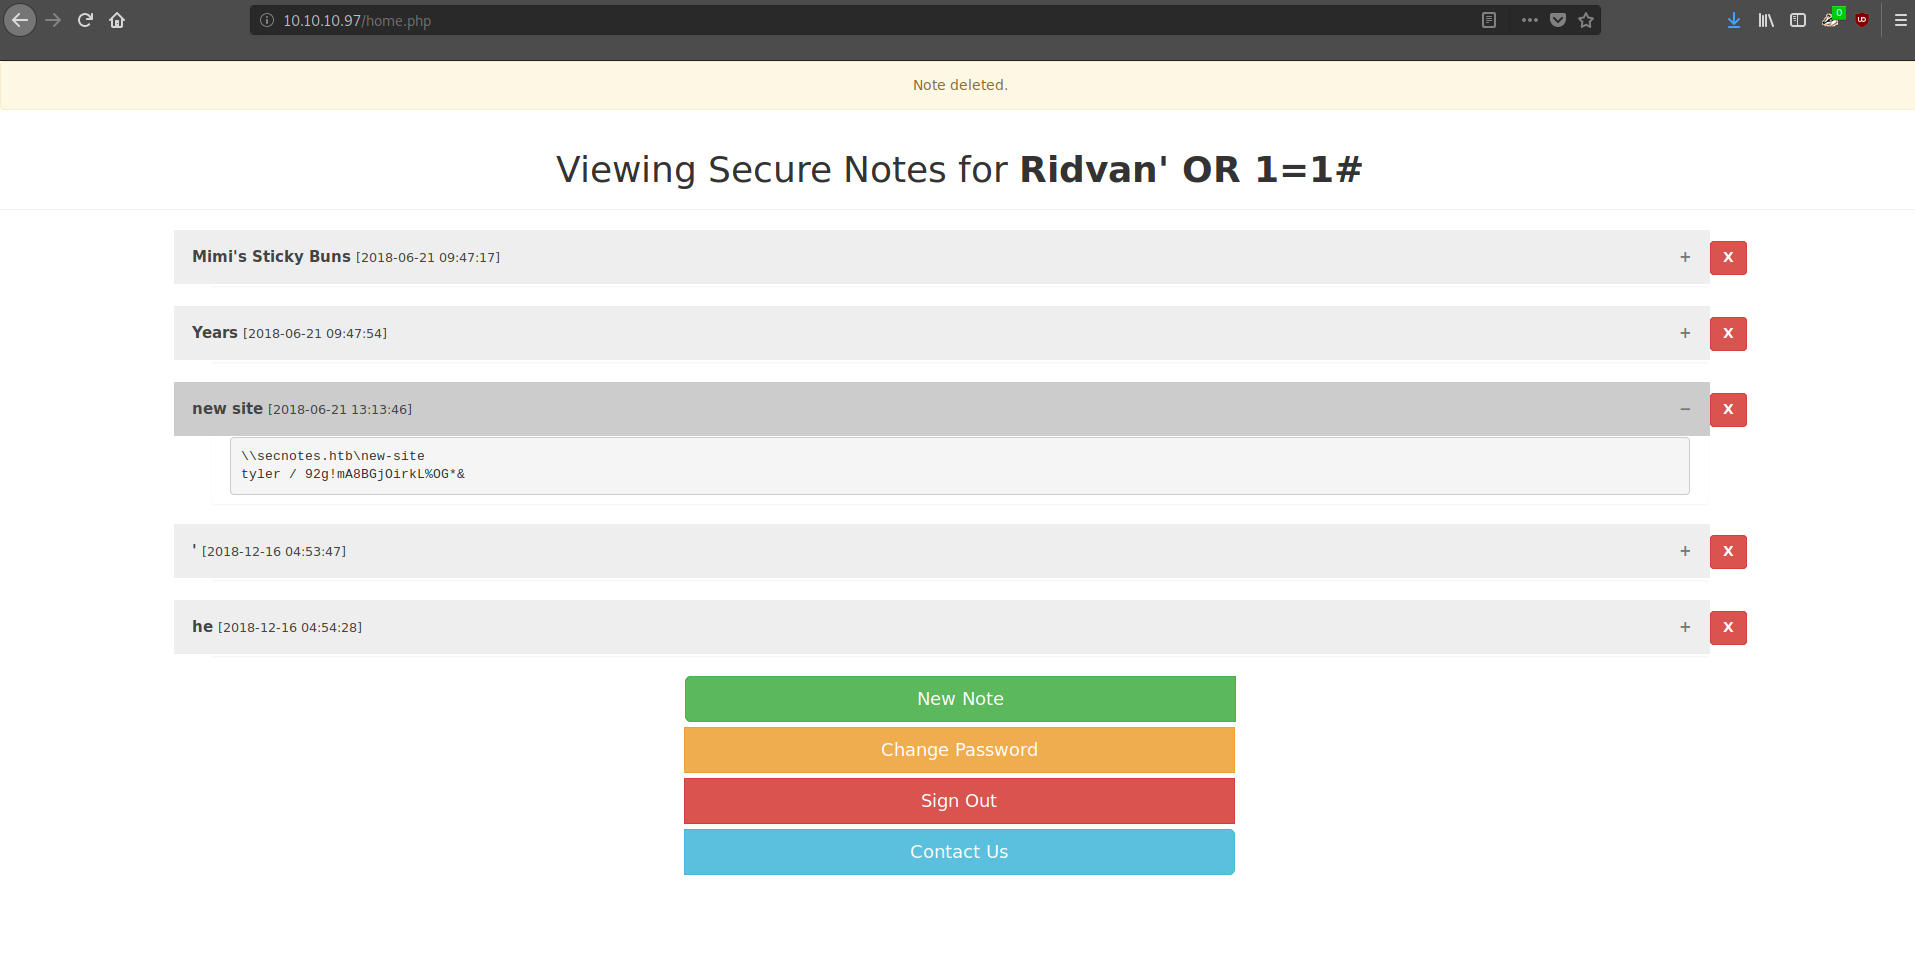 10.10.10.97/home.php
0
Note deleted.
Viewing Secure Notes for Ridvan' OR 1=1#
Mimi's Sticky Buns [2018-06-21 09:47:17] + X
Years [2018-06-21 09:47:54] + X
new site [2018-06-21 13:13:46] − X
\\secnotes.htb\new-site
tyler / 92g!mA8BGjOirkL%OG*&
' [2018-12-16 04:53:47] + X
he [2018-12-16 04:54:28] + X
New Note
Change Password
Sign Out
Contact Us